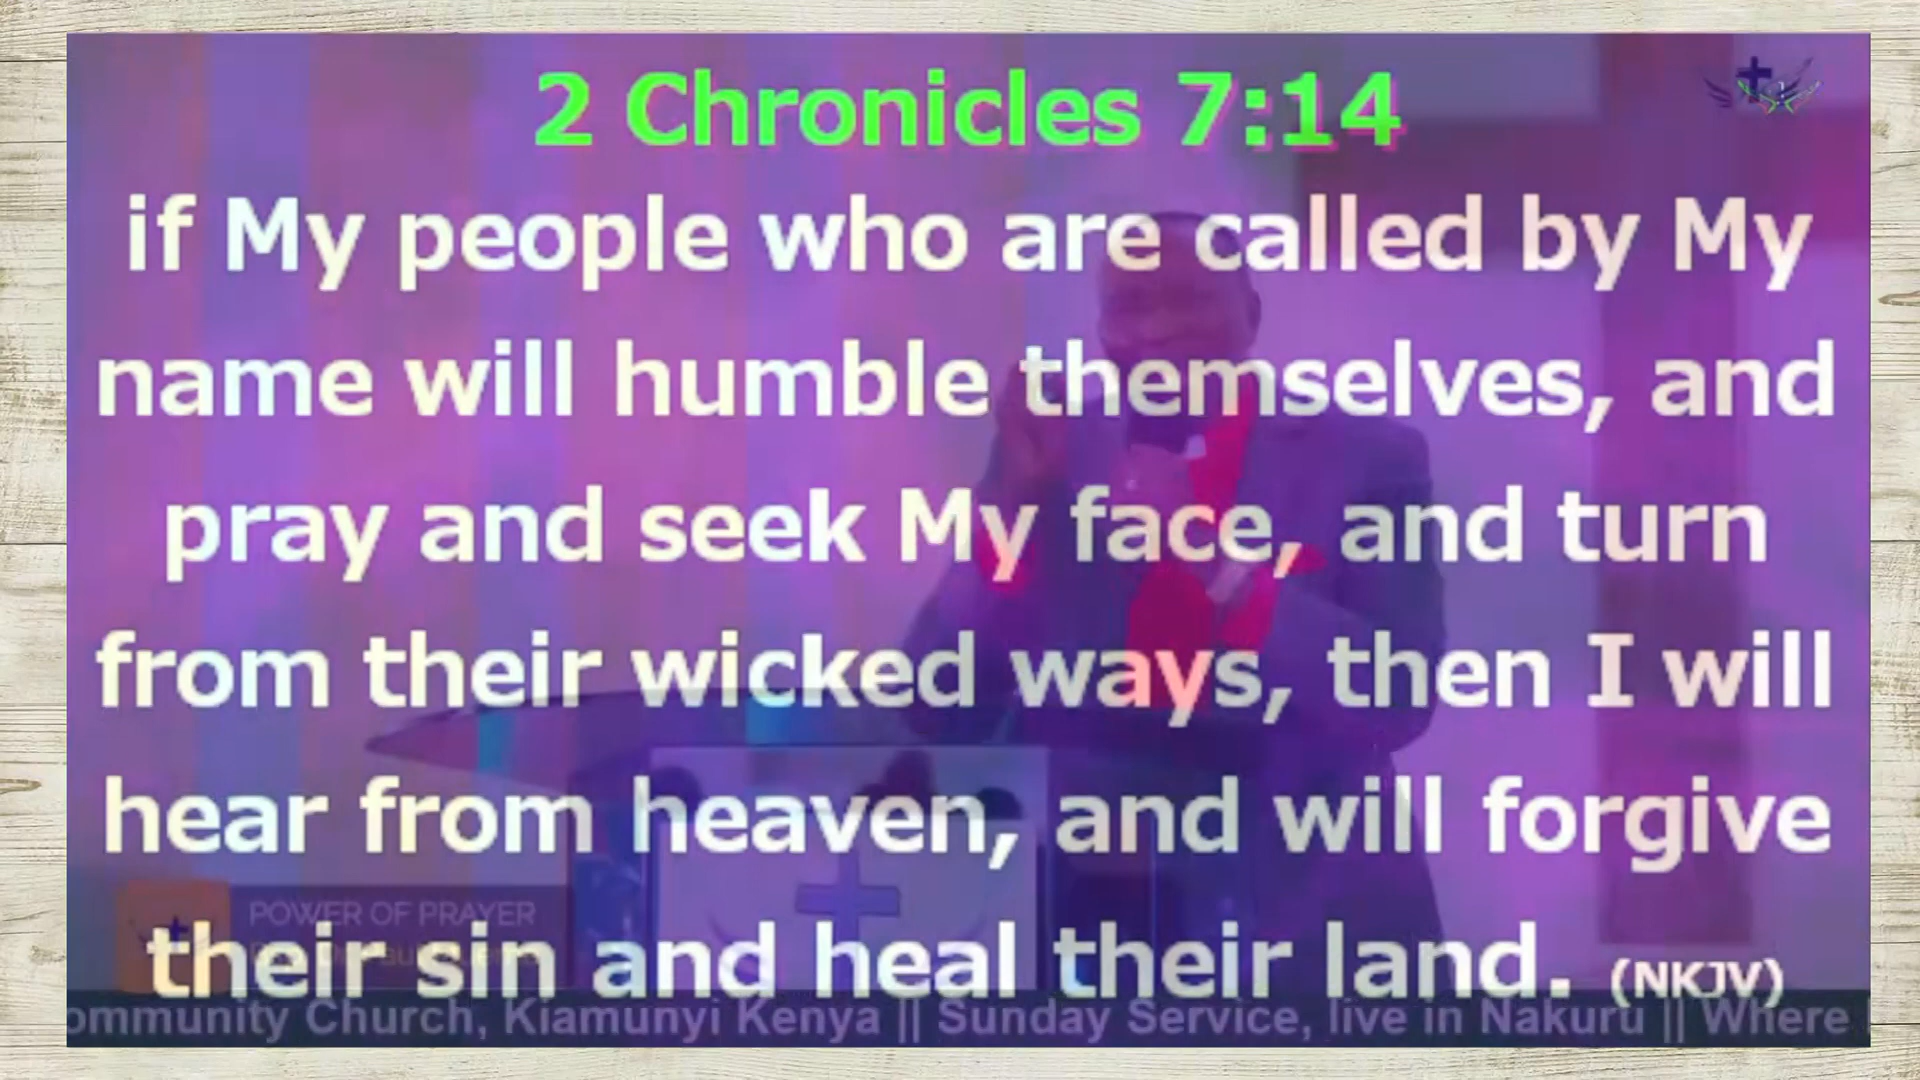 2 Chronicles 7:14
if My people who are called by My
name will humble themselves, and
pray and seek My face, and turn
from their wicked ways, then I will
hear from heaven, and will forgive
POWER OF PRAYER
their sin and heal their land. (NKJV)
ommunity Church, Kiamunyi Kenya || Sunday Service, live in Nakuru || Where